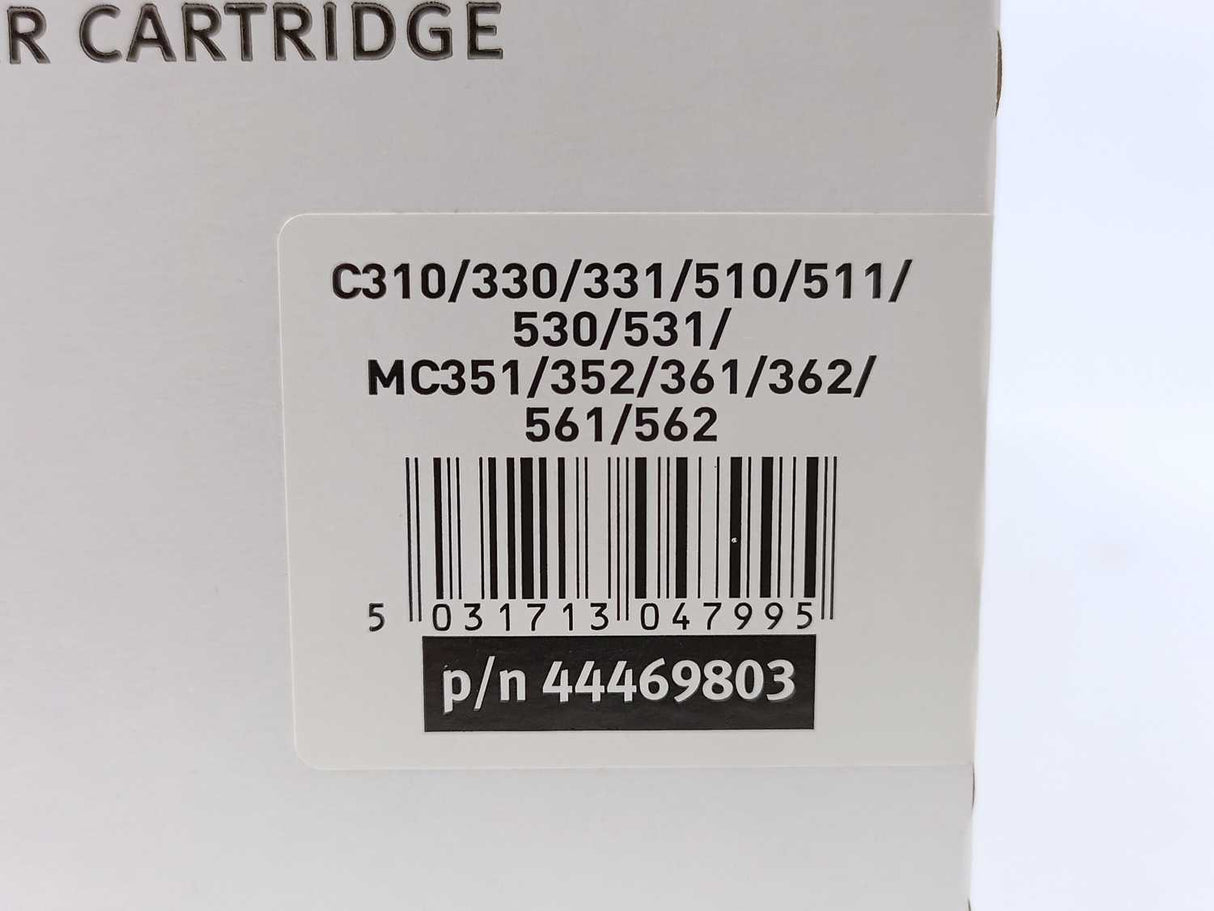 R CARTRIDGE
C310/330/331/510/511/
530/531/
MC351/352/361/362/
561/562
5 031713 047995
p/n 44469803